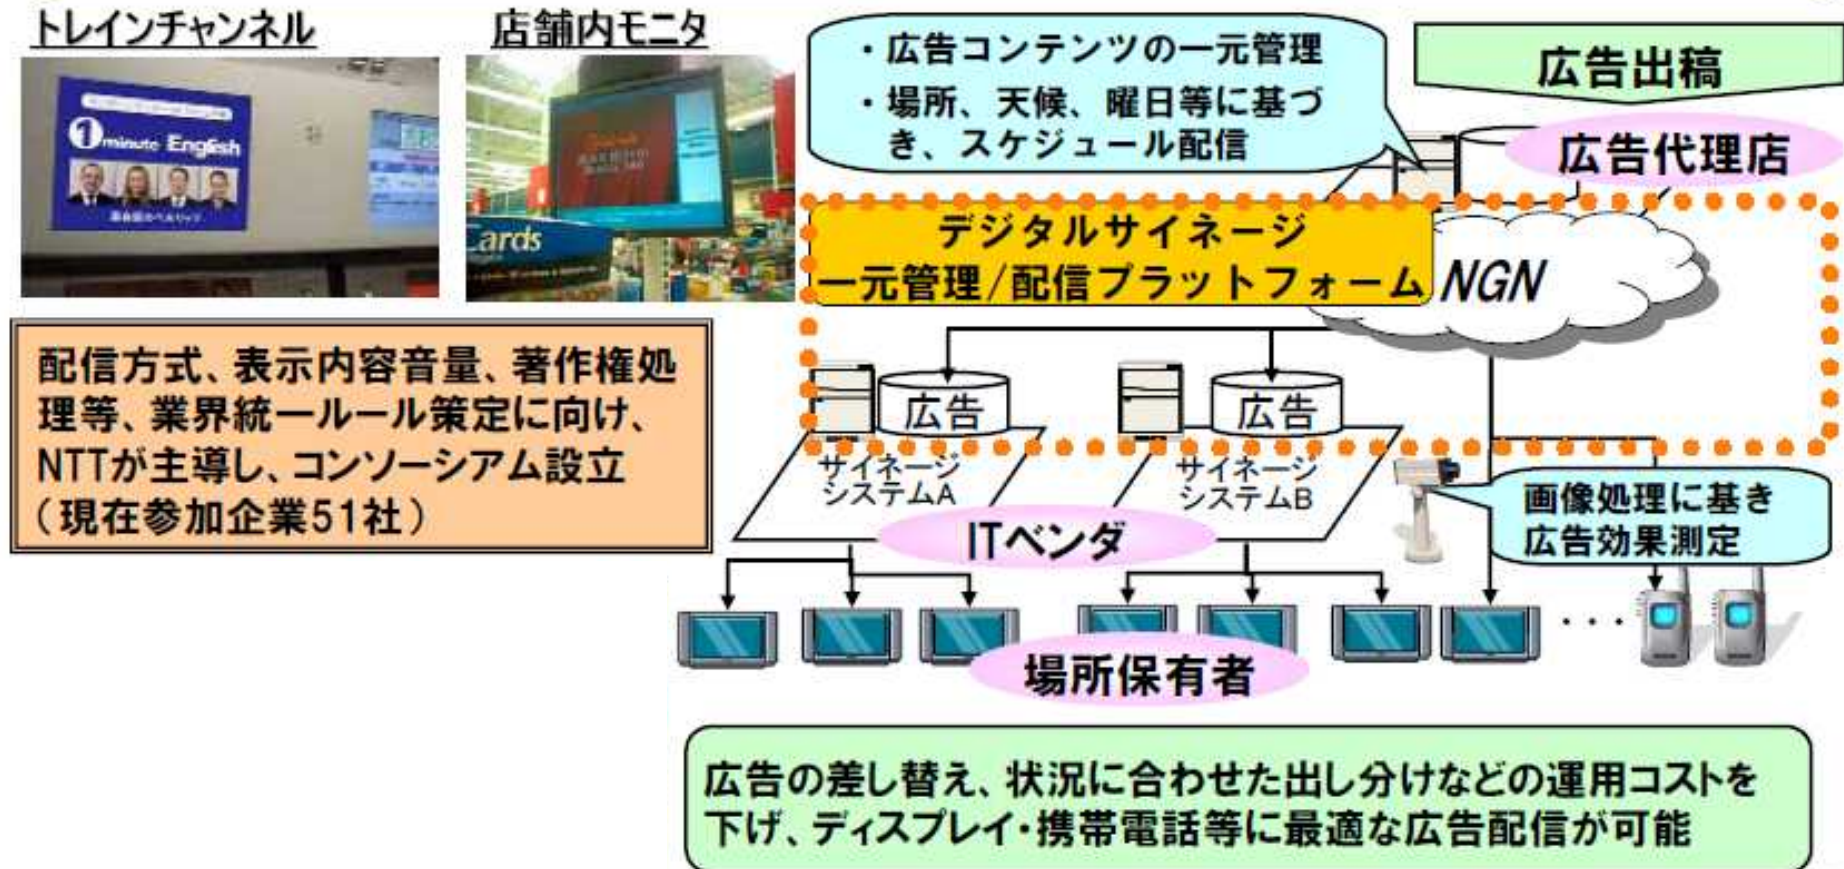 トレインチャンネル
店舗内モニタ
1 minute English
Cards
・広告コンテンツの一元管理
・場所、天候、曜日等に基づ
き、スケジュール配信
広告出稿
広告代理店
デジタルサイネージ
一元管理/配信プラットフォーム
NGN
配信方式、表示内容音量、著作権処
理等、業界統一ルール策定に向け、
NTTが主導し、コンソーシアム設立
（現在参加企業51社）
広告
広告
サイネージ
システムA
サイネージ
システムB
ITベンダ
画像処理に基き
広告効果測定
・・・
場所保有者
広告の差し替え、状況に合わせた出し分けなどの運用コストを
下げ、ディスプレイ・携帯電話等に最適な広告配信が可能